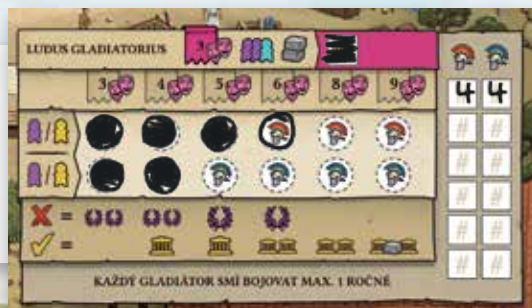 LUDUS GLADIATORIUS 3
3 4 5 6 8 9
4 4
/
/
# #
# #
# #
# #
# #
# #
X =
✓ =
KAŽDÝ GLADIÁTOR SMÍ BOJOVAT MAX. 1 ROČNĚ